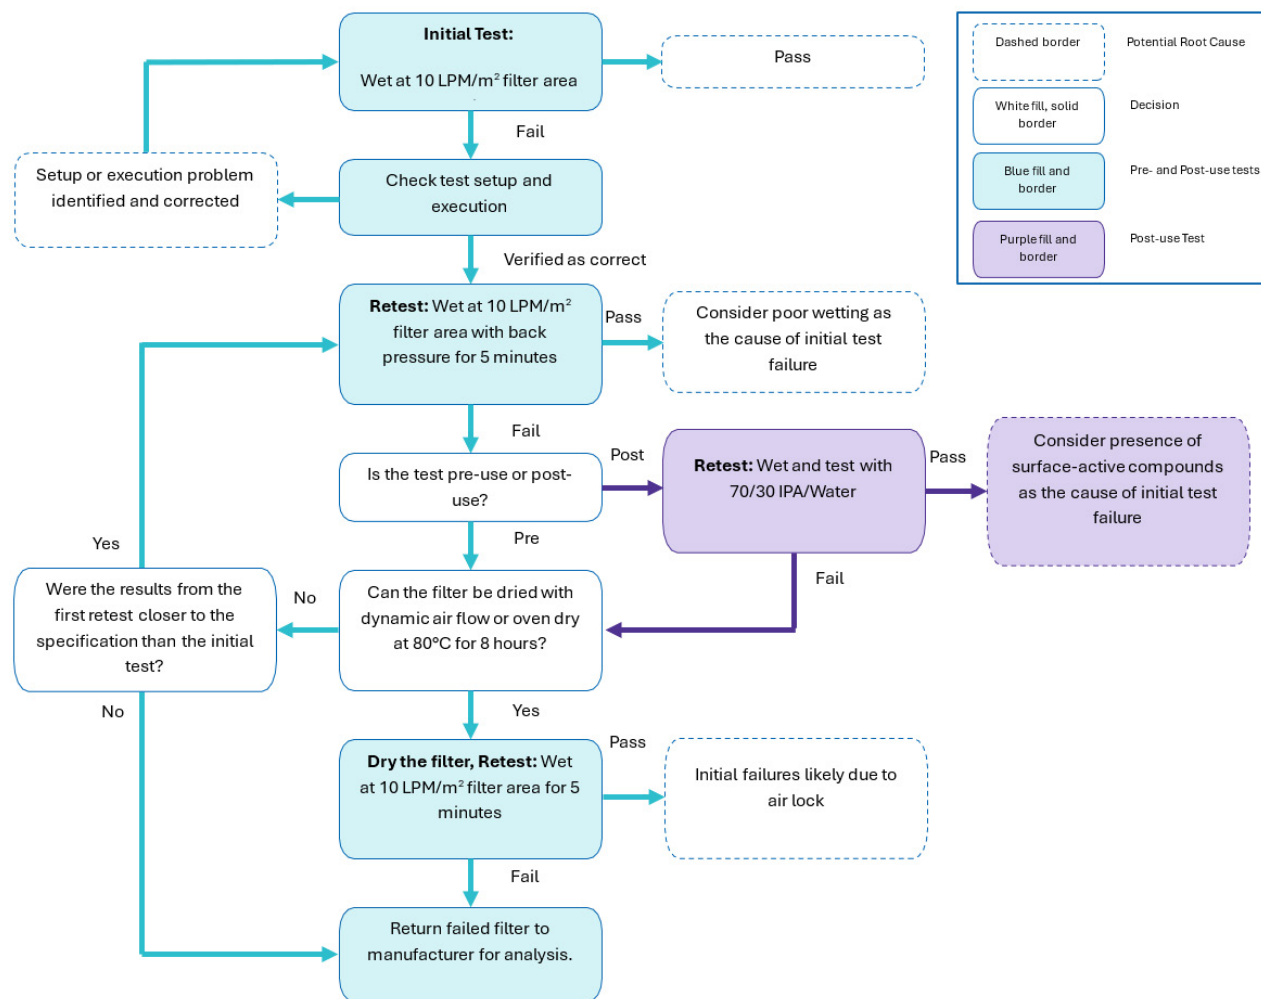 Initial Test:
Wet at 10 LPM/m² filter area
Pass
Fail
Setup or execution problem
identified and corrected
Check test setup and
execution
Verified as correct
Retest: Wet at 10 LPM/m²
filter area with back
pressure for 5 minutes
Pass
Consider poor wetting as
the cause of initial test
failure
Fail
Is the test pre-use or post-
use?
Post
Retest: Wet and test with
70/30 IPA/Water
Pass
Consider presence of
surface-active compounds
as the cause of initial test
failure
Pre
Fail
Yes
Were the results from the
first retest closer to the
specification than the initial
test?
No
Can the filter be dried with
dynamic air flow or oven dry
at 80°C for 8 hours?
No
Yes
Dry the filter, Retest: Wet
at 10 LPM/m² filter area for 5
minutes
Pass
Initial failures likely due to
air lock
Fail
Return failed filter to
manufacturer for analysis.
Dashed border
Potential Root Cause
White fill, solid
border
Decision
Blue fill and
border
Pre- and Post-use tests
Purple fill and
border
Post-use Test